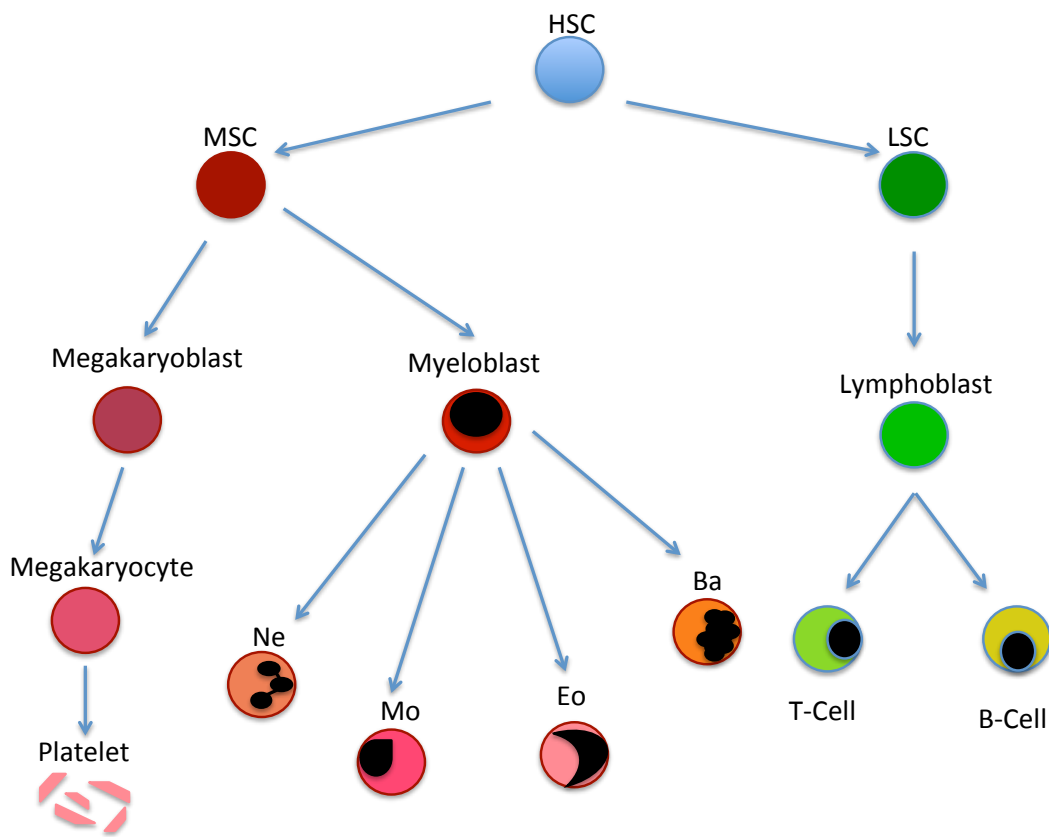 HSC
MSC
LSC
Megakaryoblast
Myeloblast
Lymphoblast
Megakaryocyte
Ba
Ne
Eo
Mo
T-Cell
B-Cell
Platelet